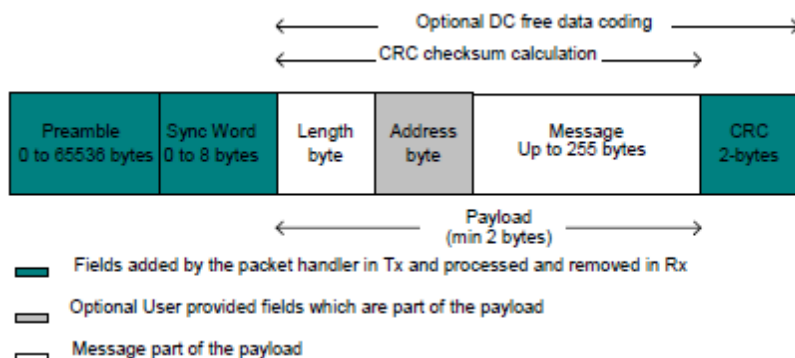 Optional DC free data coding
CRC checksum calculation
Preamble
0 to 65536 bytes
Sync Word
0 to 8 bytes
Length
byte
Address
byte
Message
Up to 255 bytes
CRC
2-bytes
Payload
(min 2 bytes)
Fields added by the packet handler in Tx and processed and removed in Rx
Optional User provided fields which are part of the payload
Message part of the payload